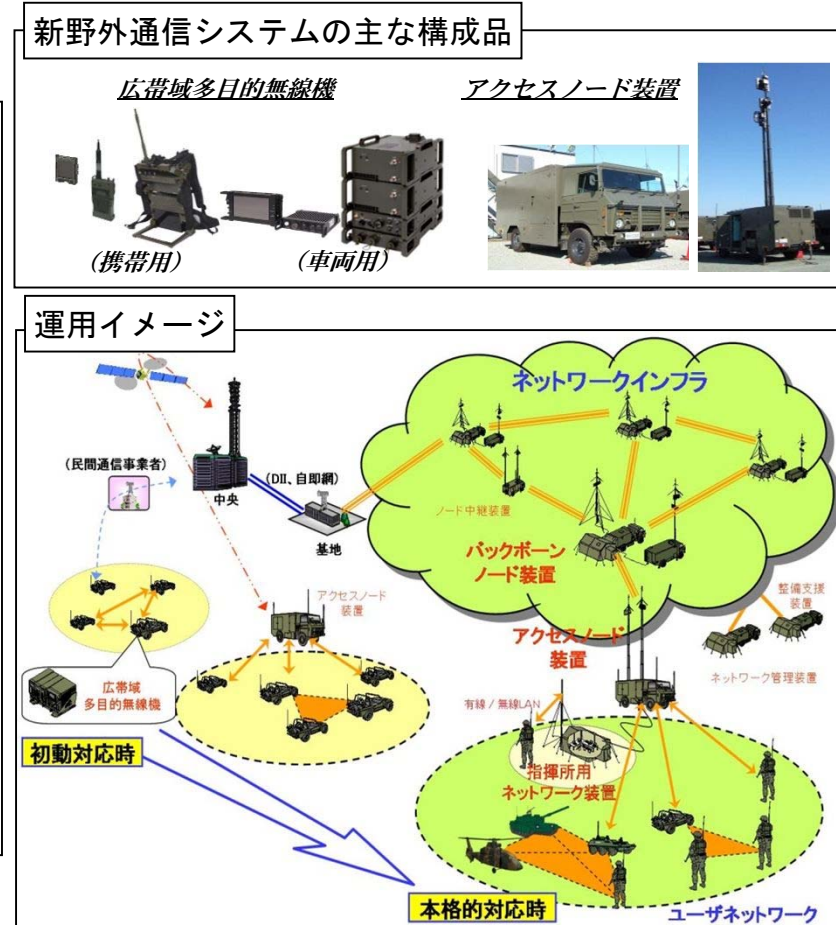 新野外通信システムの主な構成品
広帯域多目的無線機
アクセスノード装置
（携帯用）
（車両用）
運用イメージ
ネットワークインフラ
（民間通信事業者）
中央
（DII、自即網）
基地
ノード中継装置
バックボーン
ノード装置
アクセスノード
装置
整備支援
装置
アクセスノード
装置
ネットワーク管理装置
広帯域
多目的無線機
有線 / 無線LAN
初動対応時
指揮所用
ネットワーク装置
本格的対応時
ユーザネットワーク